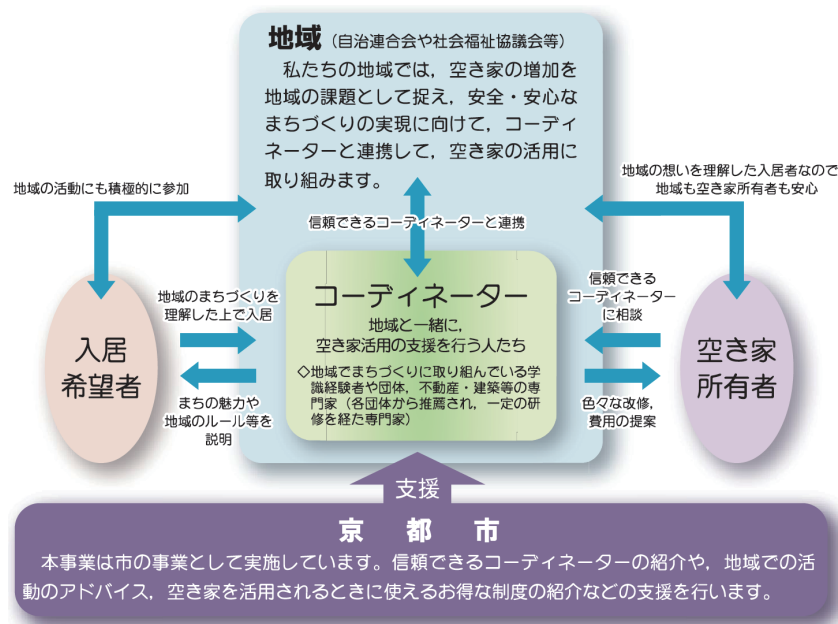 地域（自治連合会や社会福祉協議会等）
私たちの地域では，空き家の増加を
地域の課題として捉え，安全・安心な
まちづくりの実現に向けて，コーディ
ネーターと連携して，空き家の活用に
取り組みます。
地域の活動にも積極的に参加
地域の想いを理解した入居者なので
地域も空き家所有者も安心
信頼できるコーディネーターと連携
入居
希望者
地域のまちづくりを
理解した上で入居
まちの魅力や
地域のルール等を
説明
コーディネーター
地域と一緒に，
空き家活用の支援を行う人たち
◇地域でまちづくりに取り組んでいる学
識経験者や団体，不動産・建築等の専
門家（各団体から推薦され，一定の研
修を経た専門家）
信頼できる
コーディネーター
に相談
色々な改修，
費用の提案
空き家
所有者
支援
京都市
本事業は市の事業として実施しています。信頼できるコーディネーターの紹介や，地域での活
動のアドバイス，空き家を活用されるときに使えるお得な制度の紹介などの支援を行います。